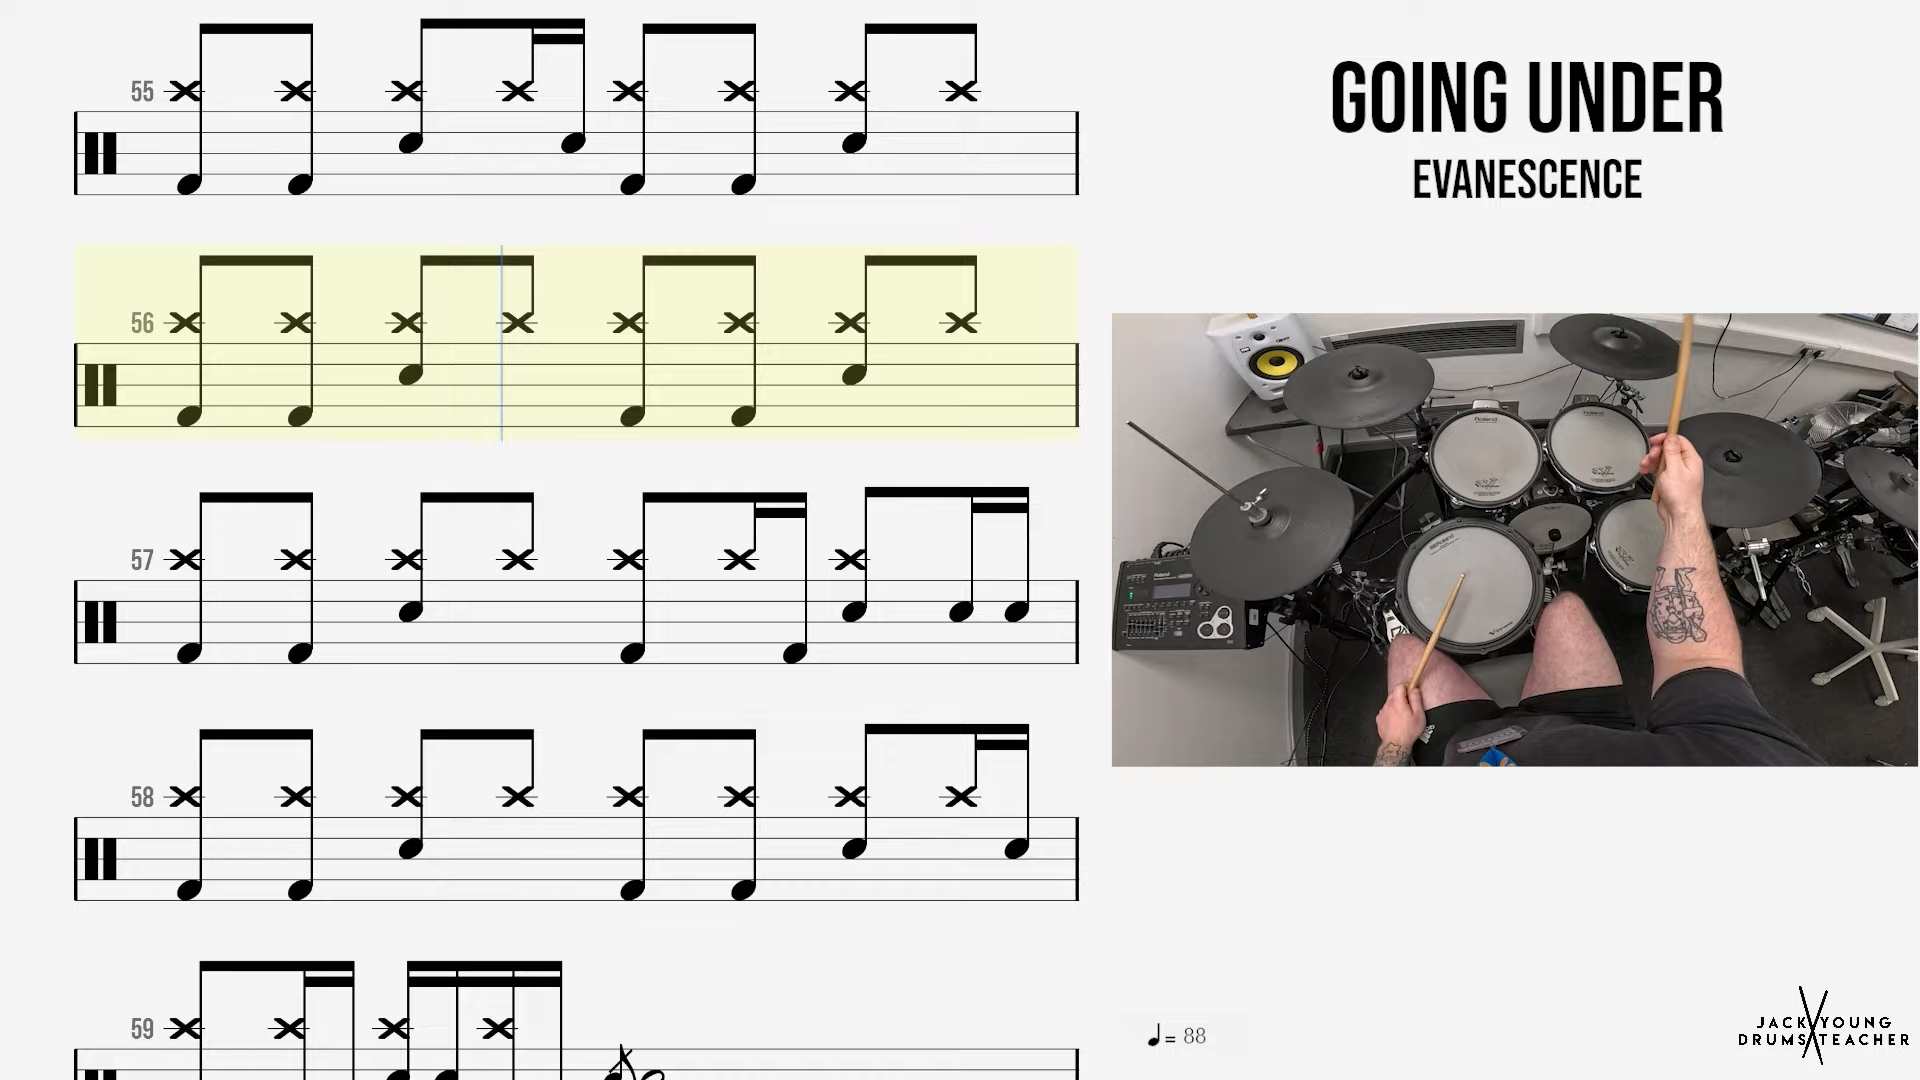 55
GOING UNDER
EVANESCENCE
56
57
58
59
= 88
JACK YOUNG
DRUMS TEACHER